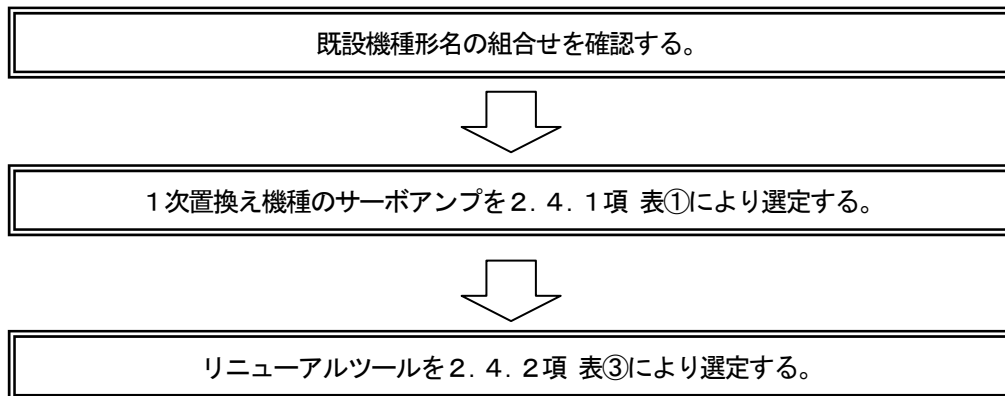 既設機種形名の組合せを確認する。
１次置換え機種のサーボアンプを２．４．１項 表①により選定する。
リニューアルツールを２．４．２項 表③により選定する。